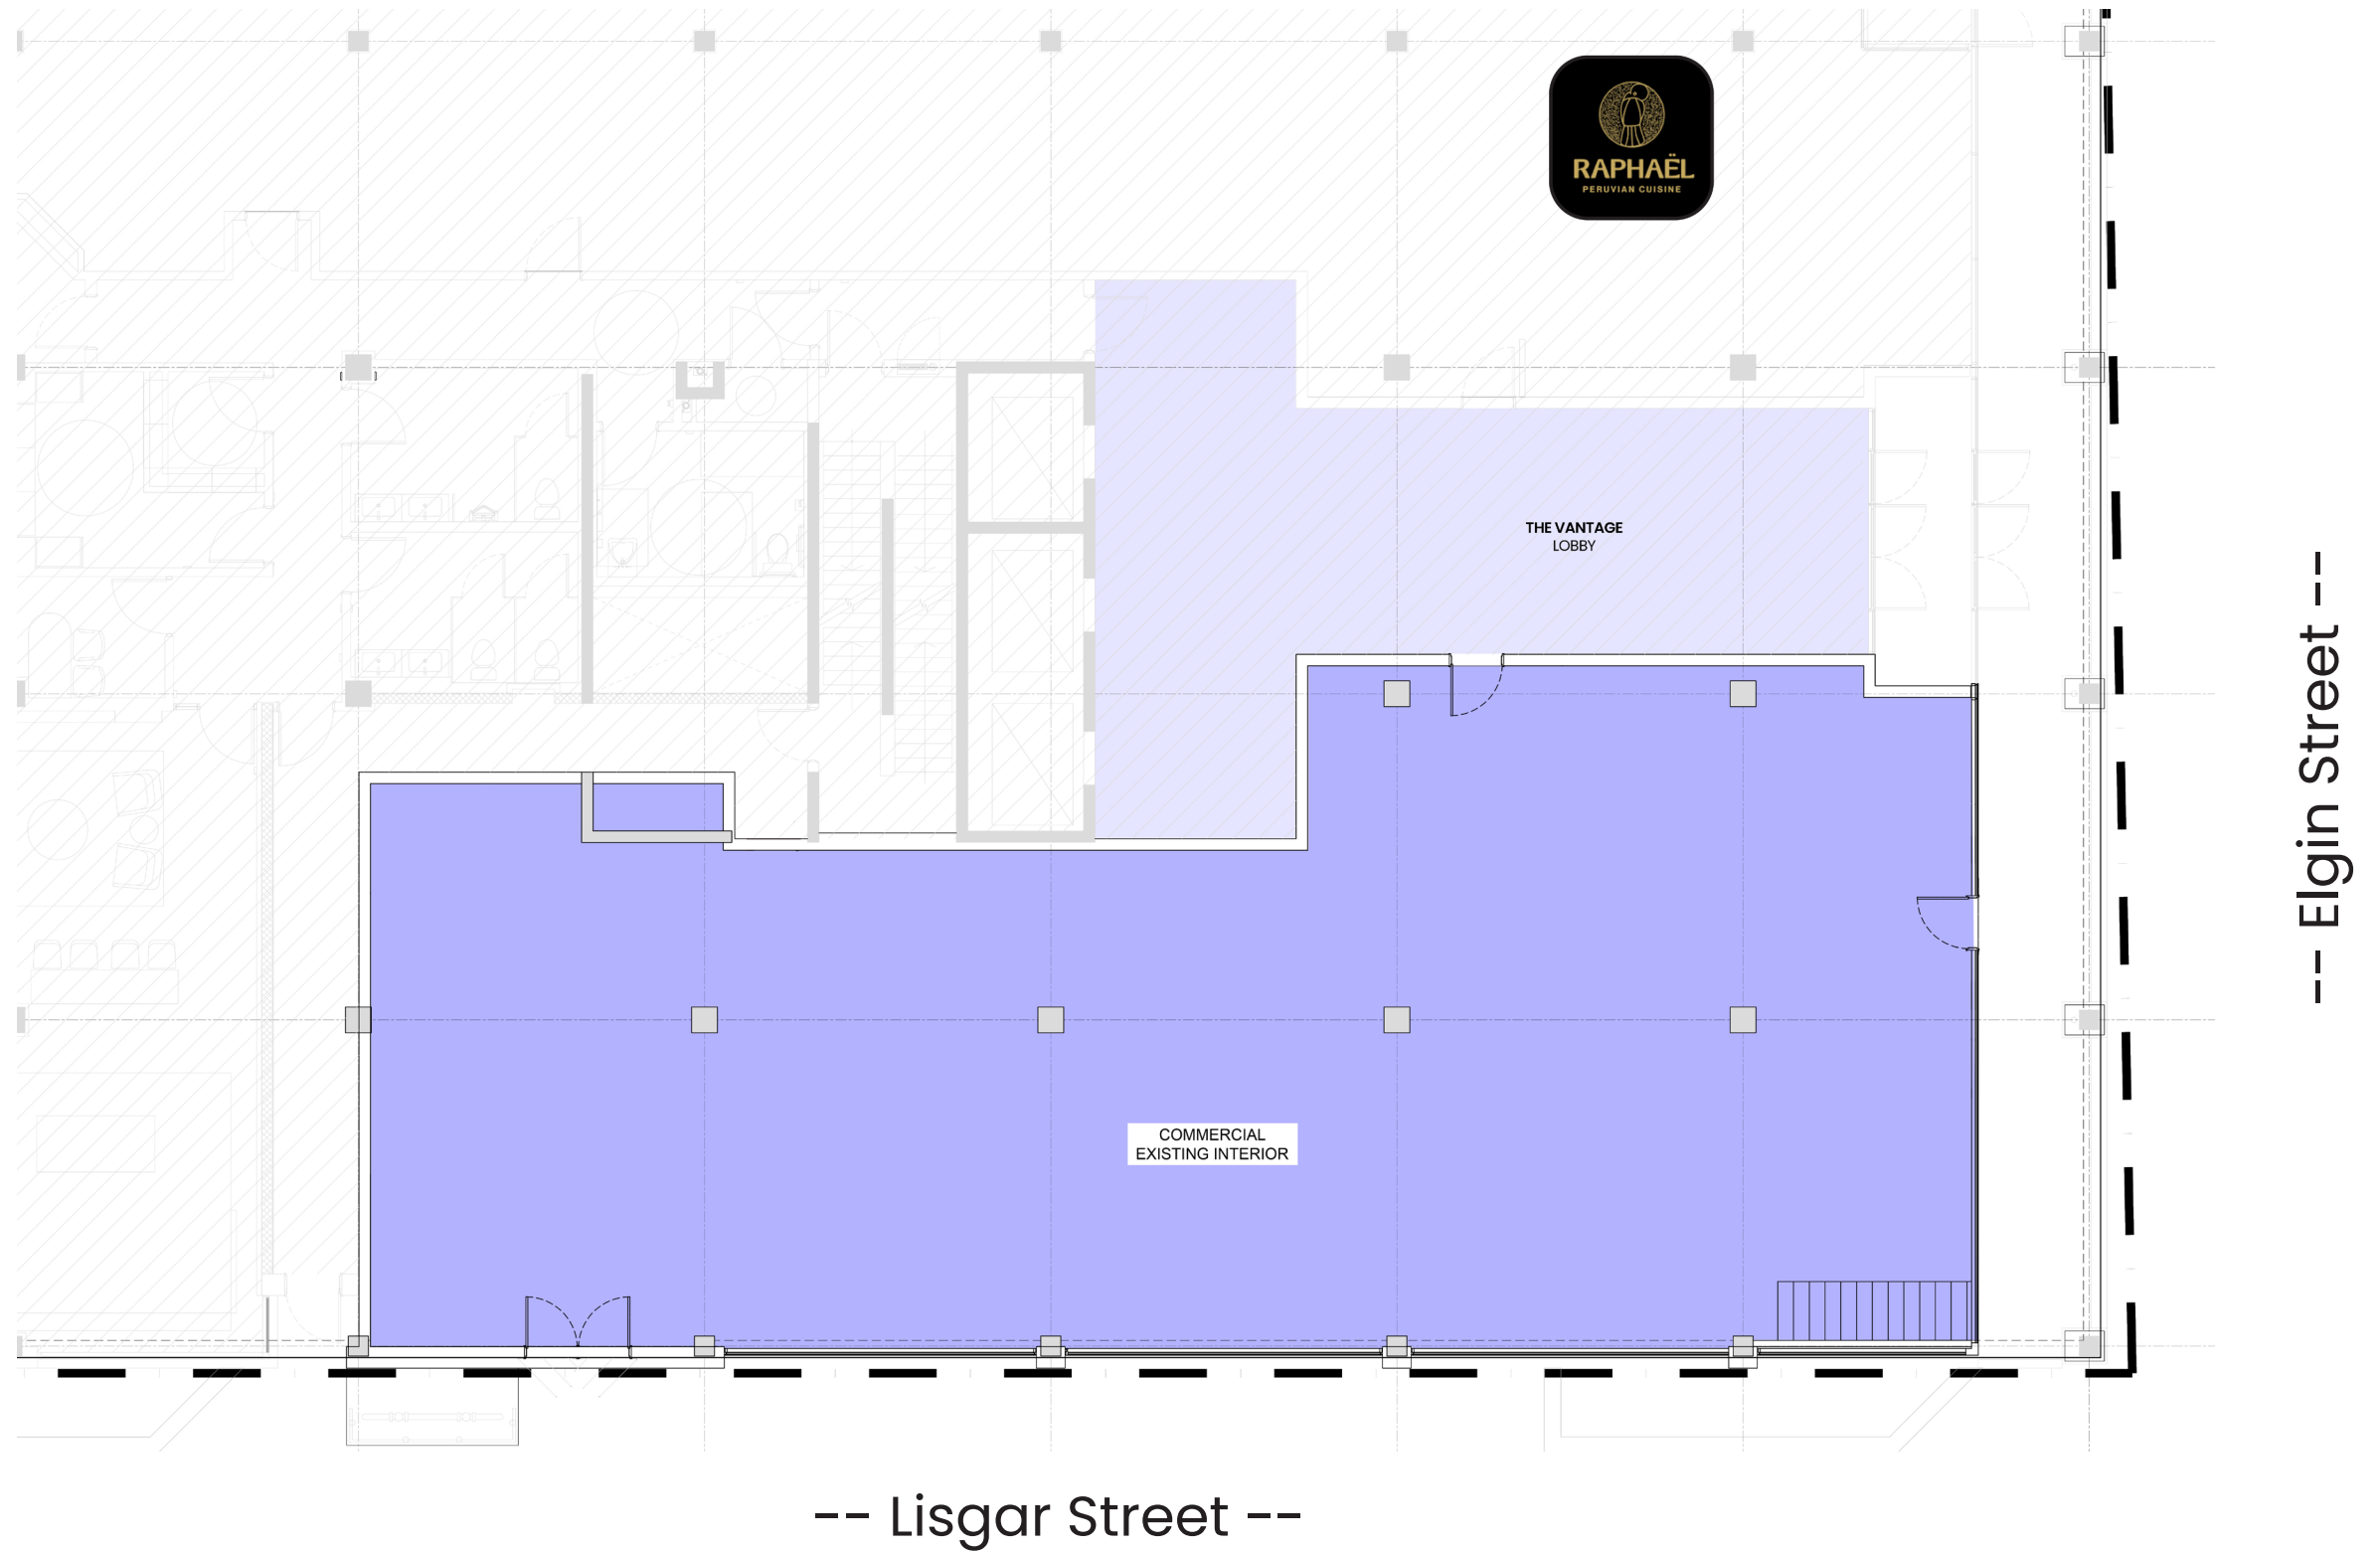 RAPHAËL
PERUVIAN CUISINE
THE VANTAGE
LOBBY
-- Elgin Street --
COMMERCIAL
EXISTING INTERIOR
-- Lisgar Street --